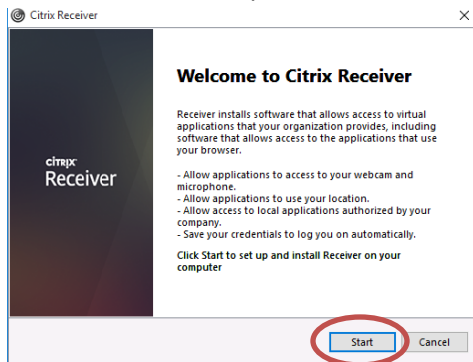 Citrix Receiver
Welcome to Citrix Receiver
Receiver installs software that allows access to virtual
applications that your organization provides, including
software that allows access to the applications that use
your browser.
- Allow applications to access to your webcam and
microphone.
- Allow applications to use your location.
- Allow access to local applications authorized by your
company.
- Save your credentials to log you on automatically.
Click Start to set up and install Receiver on your
computer
CİTRIX
Receiver
Start Cancel